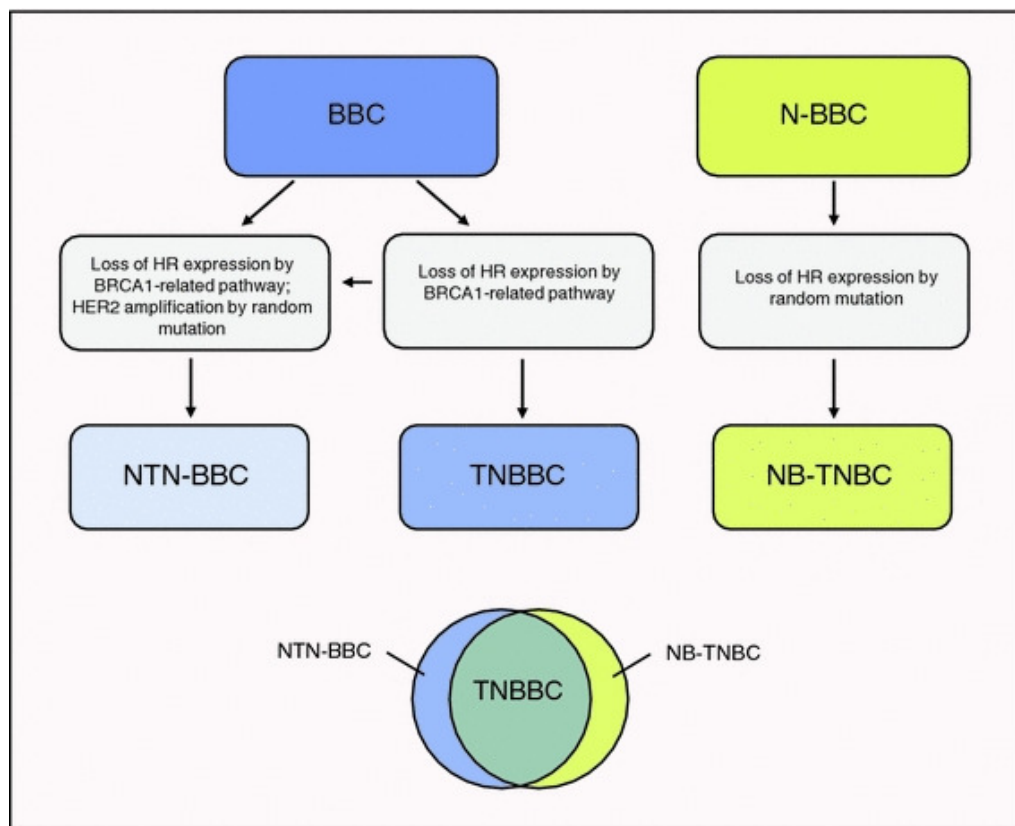 BBC
N-BBC
Loss of HR expression by
BRCA1-related pathway;
HER2 amplification by random
mutation
Loss of HR expression by
BRCA1-related pathway
Loss of HR expression by
random mutation
NTN-BBC
TNBBC
NB-TNBC
NTN-BBC
TNBBC
NB-TNBC